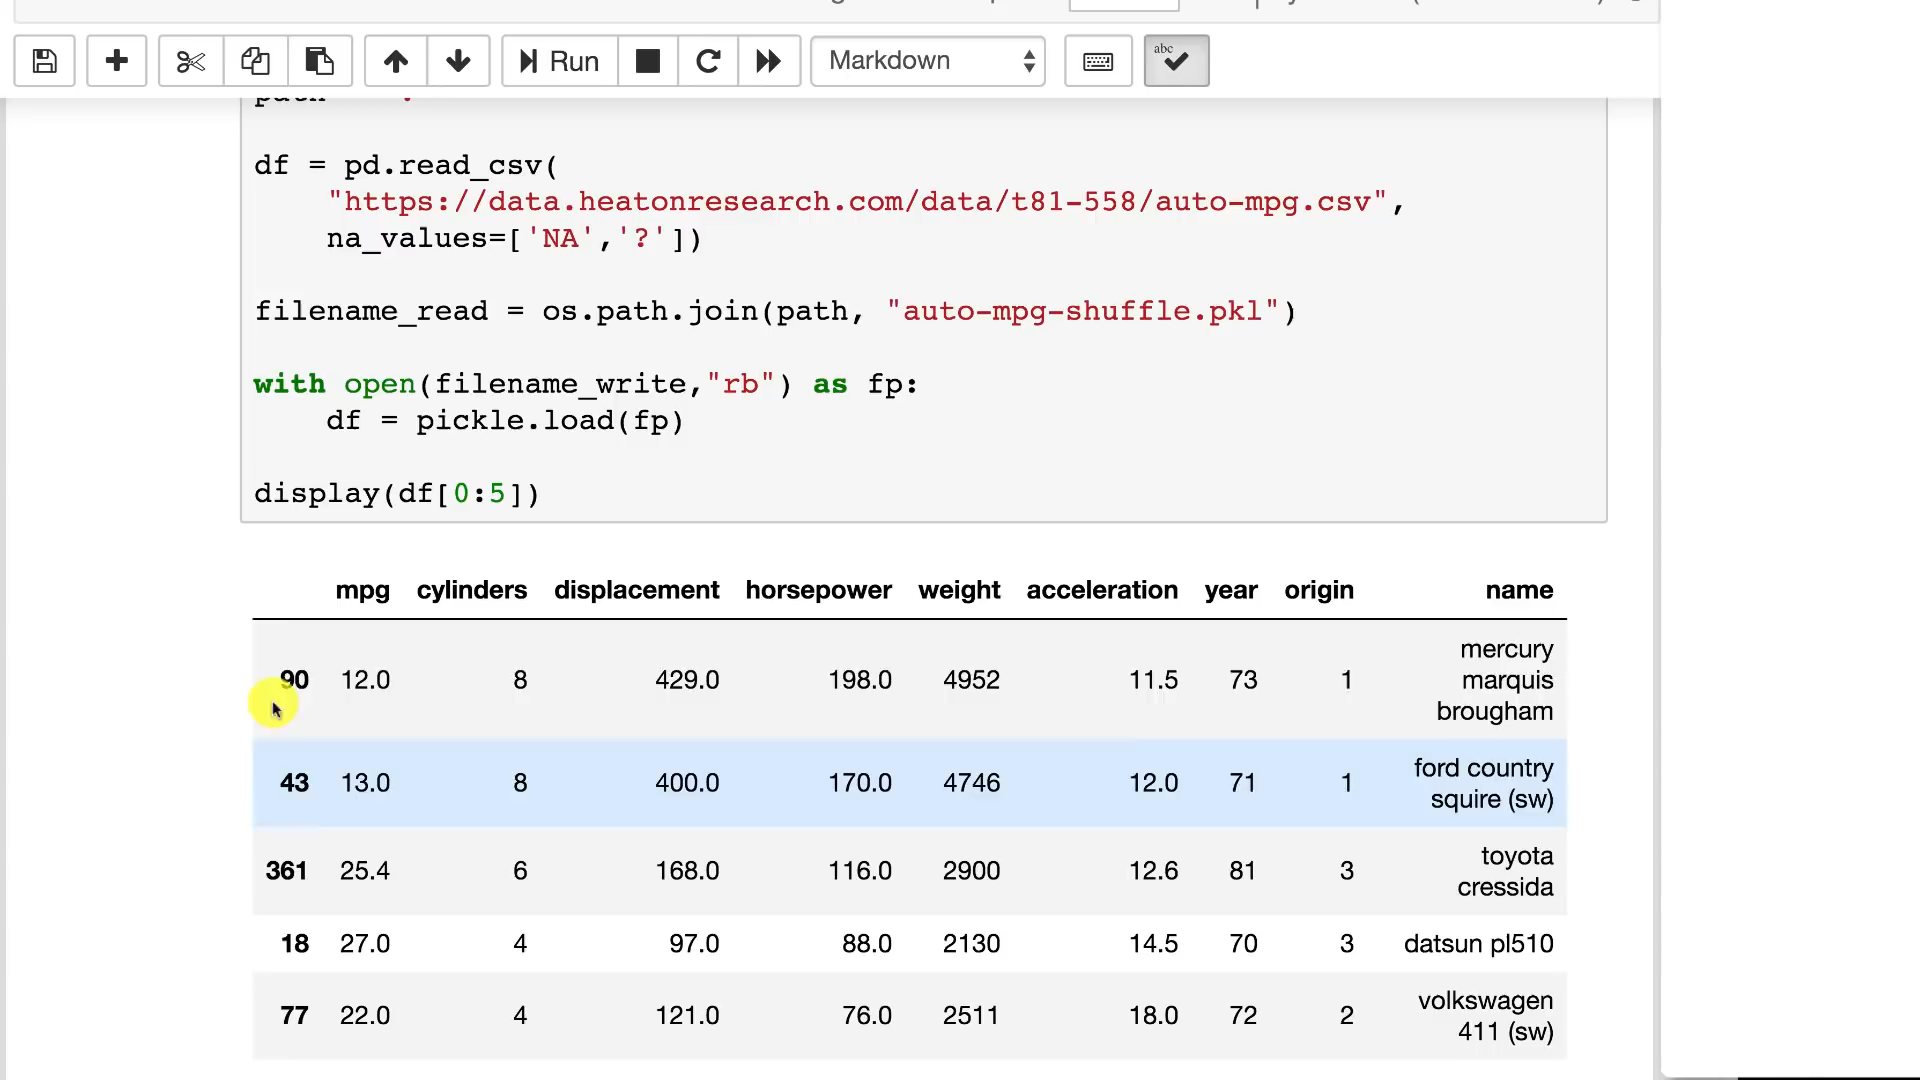 abc
Run
Markdown
df = pd.read_csv(
"https://data.heatonresearch.com/data/t81-558/auto-mpg.csv",
na_values=['NA','?'])
filename_read = os.path.join(path, "auto-mpg-shuffle.pkl")
with open(filename_write,"rb") as fp:
df = pickle.load(fp)
display(df[0:5])
mpg cylinders displacement horsepower weight acceleration year origin name
90 12.0 8 429.0 198.0 4952 11.5 73 1 mercury
marquis
brougham
43 13.0 8 400.0 170.0 4746 12.0 71 1 ford country
squire (sw)
361 25.4 6 168.0 116.0 2900 12.6 81 3 toyota
cressida
18 27.0 4 97.0 88.0 2130 14.5 70 3 datsun pl510
77 22.0 4 121.0 76.0 2511 18.0 72 2 volkswagen
411 (sw)